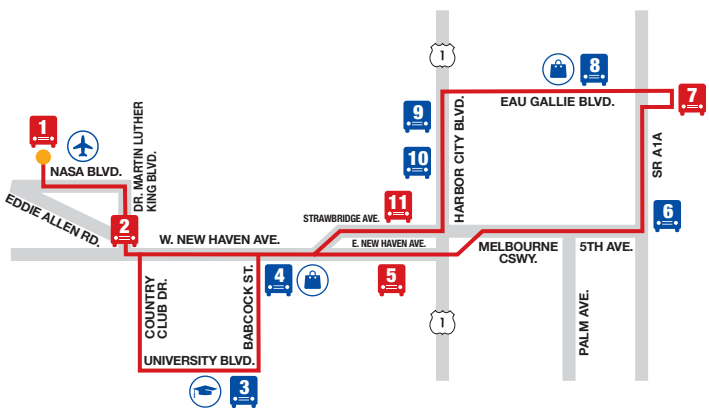 1
8
EAU GALLIE BLVD.
7
1
9
HARBOR CITY BLVD.
DR. MARTIN LUTHER
KING BLVD.
NASA BLVD.
10
SR A1A
EDDIE ALLEN RD.
2
11
6
STRAWBRIDGE AVE.
W. NEW HAVEN AVE.
E. NEW HAVEN AVE.
MELBOURNE
CSWY.
5TH AVE.
4
5
COUNTRY
CLUB DR.
BABCOCK ST.
1
PALM AVE.
UNIVERSITY BLVD.
3